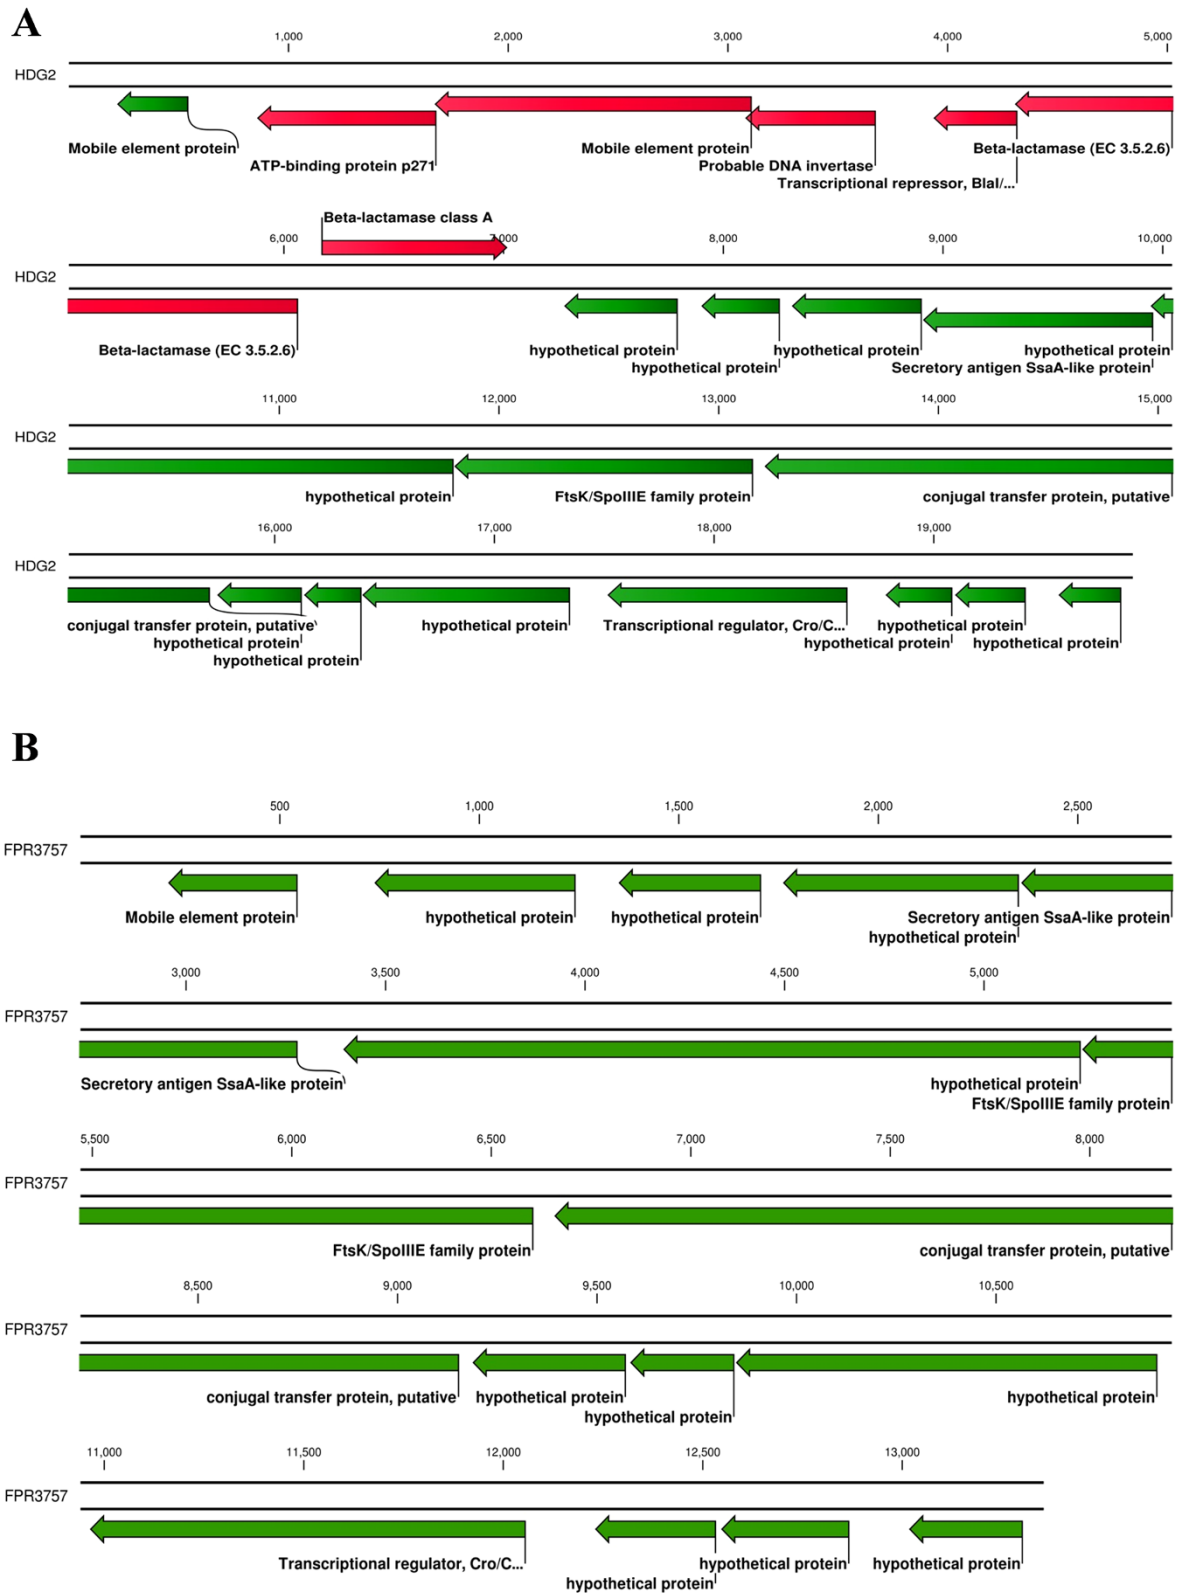 A
1,000 2,000 3,000 4,000 5,000
HDG2
Mobile element protein Mobile element protein Beta-lactamase (EC 3.5.2.6)
ATP-binding protein p271 Probable DNA invertase
Transcriptional repressor, BlaI/...
Beta-lactamase class A
6,000 7,000 8,000 9,000 10,000
HDG2
Beta-lactamase (EC 3.5.2.6) hypothetical protein hypothetical protein hypothetical protein
hypothetical protein Secretory antigen SsaA-like protein
11,000 12,000 13,000 14,000 15,000
HDG2
hypothetical protein FtsK/SpoIIIE family protein conjugal transfer protein, putative
16,000 17,000 18,000 19,000
HDG2
conjugal transfer protein, putative hypothetical protein Transcriptional regulator, Cro/C... hypothetical protein
hypothetical protein hypothetical protein hypothetical protein
hypothetical protein
B
500 1,000 1,500 2,000 2,500
FPR3757
Mobile element protein hypothetical protein hypothetical protein Secretory antigen SsaA-like protein
hypothetical protein
3,000 3,500 4,000 4,500 5,000
FPR3757
Secretory antigen SsaA-like protein hypothetical protein
FtsK/SpoIIIE family protein
5,500 6,000 6,500 7,000 7,500 8,000
FPR3757
FtsK/SpoIIIE family protein conjugal transfer protein, putative
8,500 9,000 9,500 10,000 10,500
FPR3757
conjugal transfer protein, putative hypothetical protein hypothetical protein
hypothetical protein
11,000 11,500 12,000 12,500 13,000
FPR3757
Transcriptional regulator, Cro/C... hypothetical protein hypothetical protein
hypothetical protein